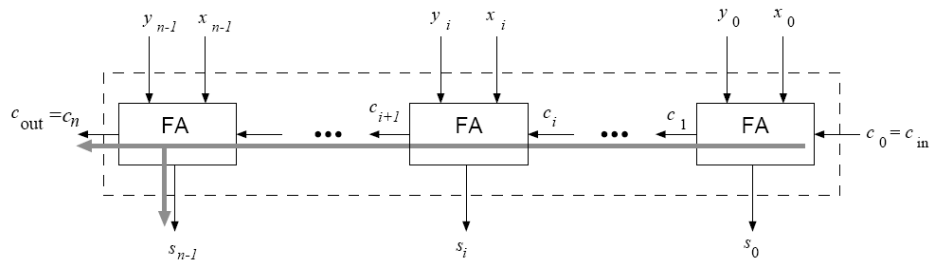 y n-1 x n-1 y i x i y 0 x 0
c out = c n FA ••• c i+1 FA c i ••• c 1 FA c 0 = c in
s n-1 s i s 0